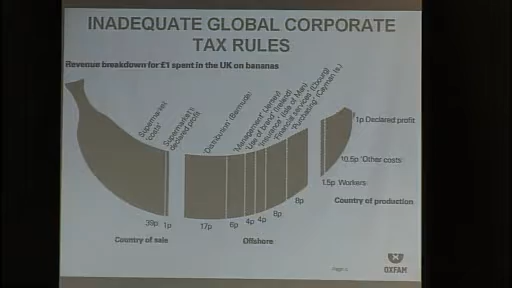 INADEQUATE GLOBAL CORPORATE
TAX RULES
Revenue breakdown for £1 spent in the UK on bananas
Supermarket
'costs'
Supermarket's
declared profit
'Distribution' (Bermuda)
'Management' (Jersey)
'Use of brand' (Ireland)
'Insurance' (Isle of Man)
'Financial services' (Lxbourg)
'Purchasing' (Cayman Is.)
1p Declared profit
10.5p 'Other costs'
1.5p Workers
39p 1p 17p 6p 4p 4p 8p 8p
Country of sale
Offshore
Country of production
OXFAM